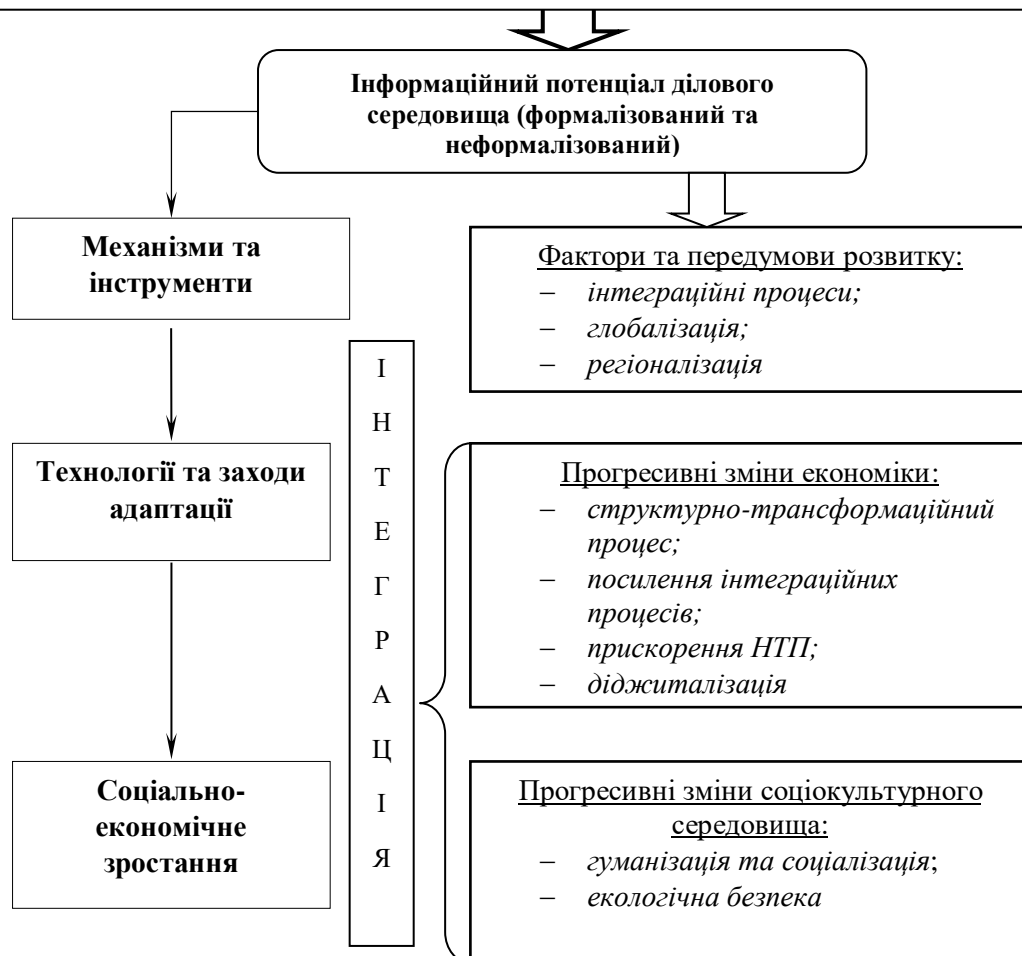 Інформаційний потенціал ділового
середовища (формалізований та
неформалізований)
Механізми та
інструменти
Фактори та передумови розвитку:
– інтеграційні процеси;
– глобалізація;
– регіоналізація
І
Н
Т
Е
Г
Р
А
Ц
І
Я
Технології та заходи
адаптації
Прогресивні зміни економіки:
– структурно-трансформаційний
процес;
– посилення інтеграційних
процесів;
– прискорення НТП;
– діджиталізація
Соціально-
економічне
зростання
Прогресивні зміни соціокультурного
середовища:
– гуманізація та соціалізація;
– екологічна безпека